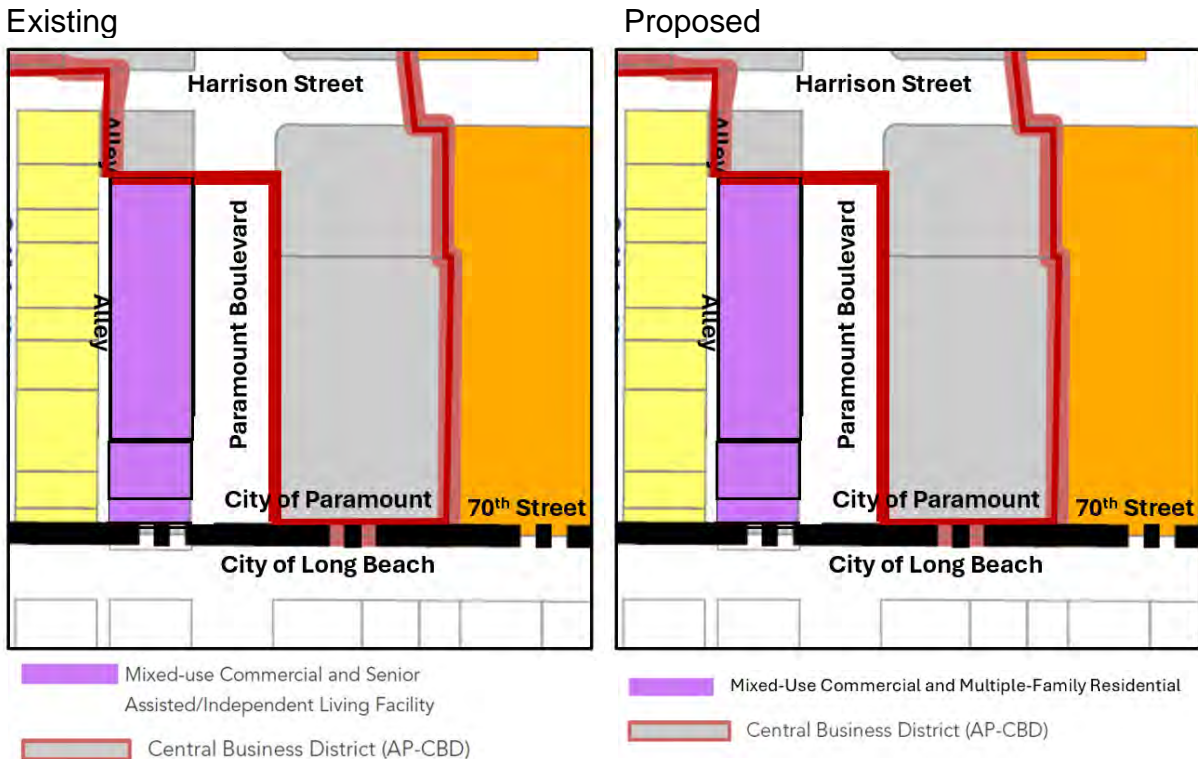 Existing
Harrison Street
Alley
Alley
Paramount Boulevard
City of Paramount
70th Street
City of Long Beach
Mixed-use Commercial and Senior
Assisted/Independent Living Facility
Central Business District (AP-CBD)
Proposed
Harrison Street
Alley
Alley
Paramount Boulevard
City of Paramount
70th Street
City of Long Beach
Mixed-Use Commercial and Multiple-Family Residential
Central Business District (AP-CBD)